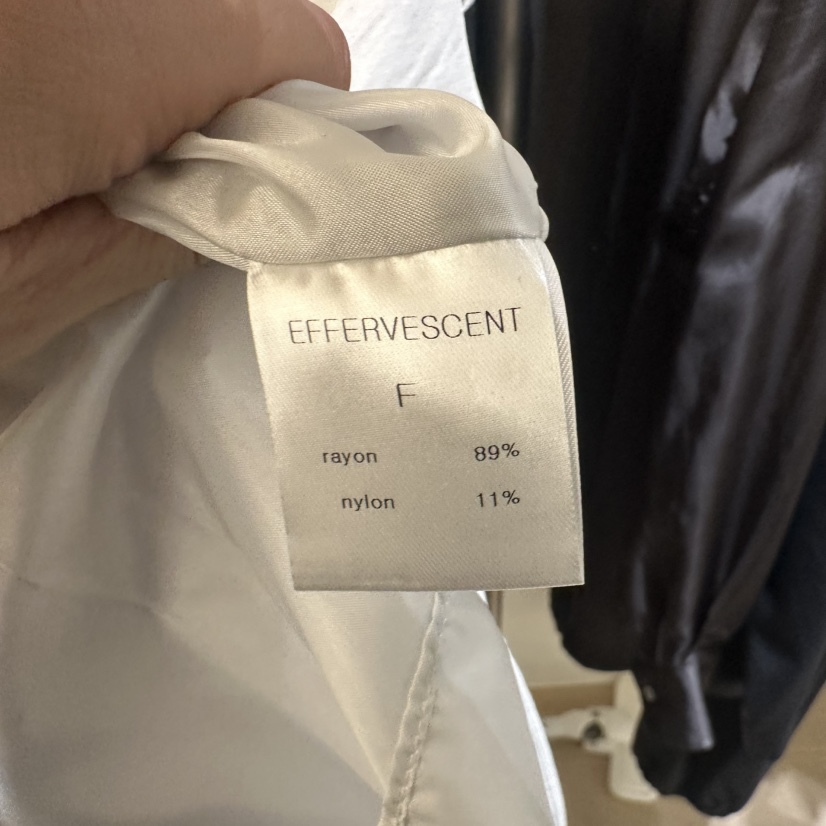 EFFERVESCENT
F
rayon 89%
nylon 11%